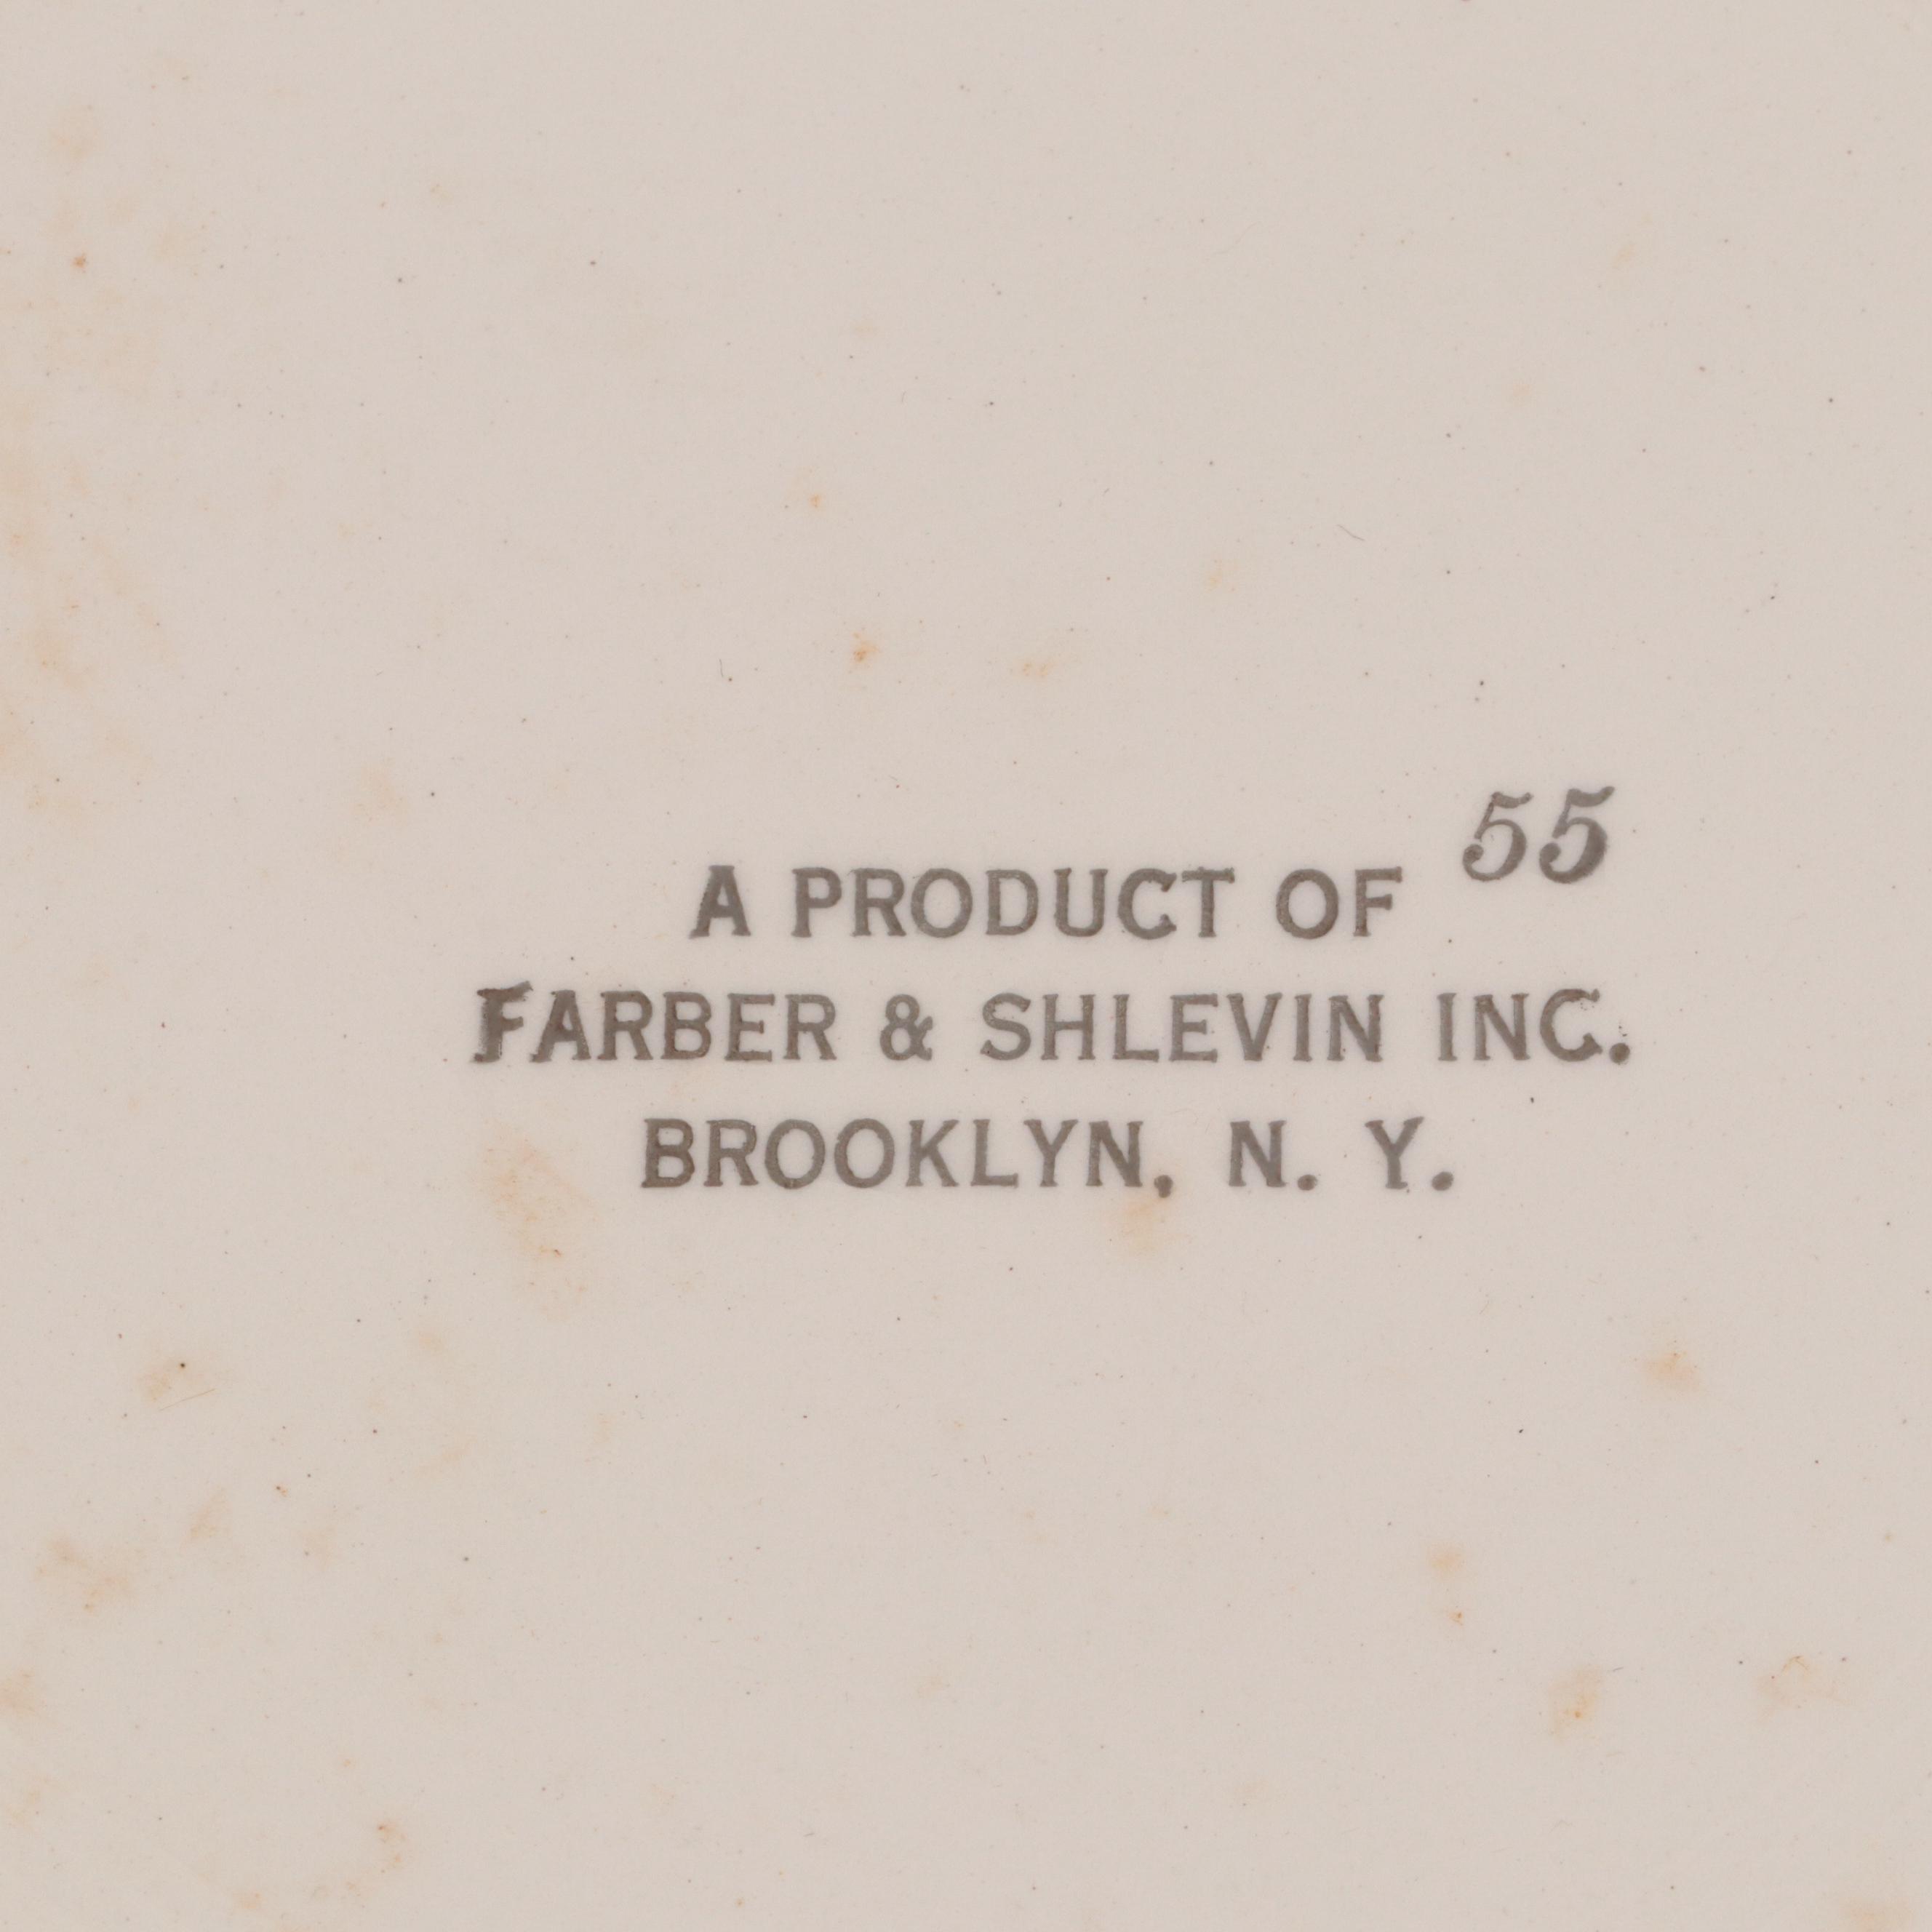 55
A PRODUCT OF
FARBER & SHLEVIN INC.
BROOKLYN, N. Y.